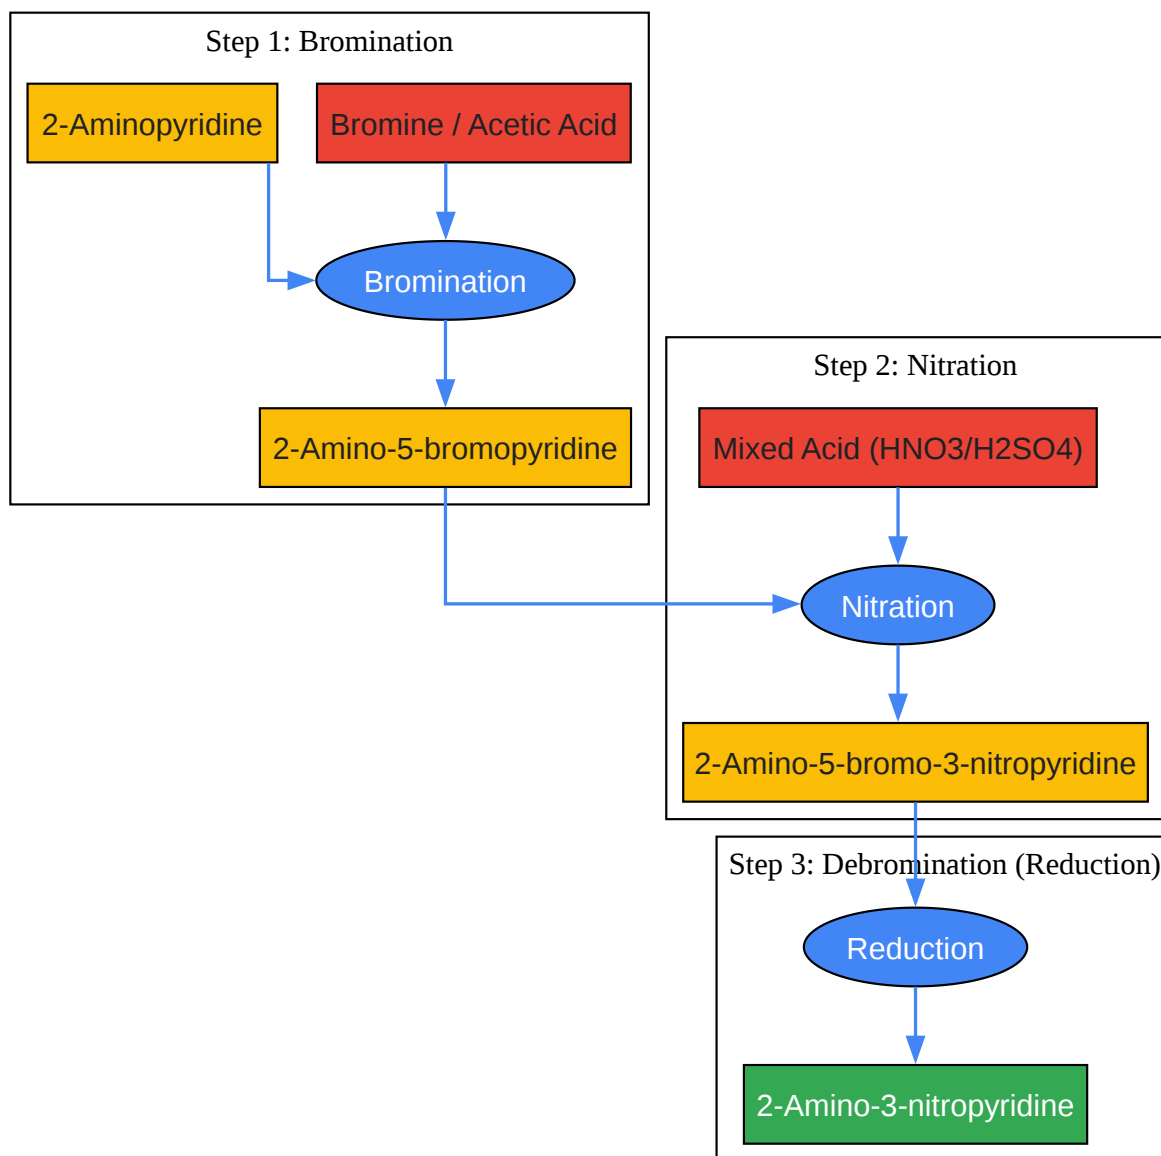 Step 1: Bromination
2-Aminopyridine
Bromine / Acetic Acid
Bromination
2-Amino-5-bromopyridine
Step 2: Nitration
Mixed Acid (HNO3/H2SO4)
Nitration
2-Amino-5-bromo-3-nitropyridine
Step 3: Debromination (Reduction)
Reduction
2-Amino-3-nitropyridine